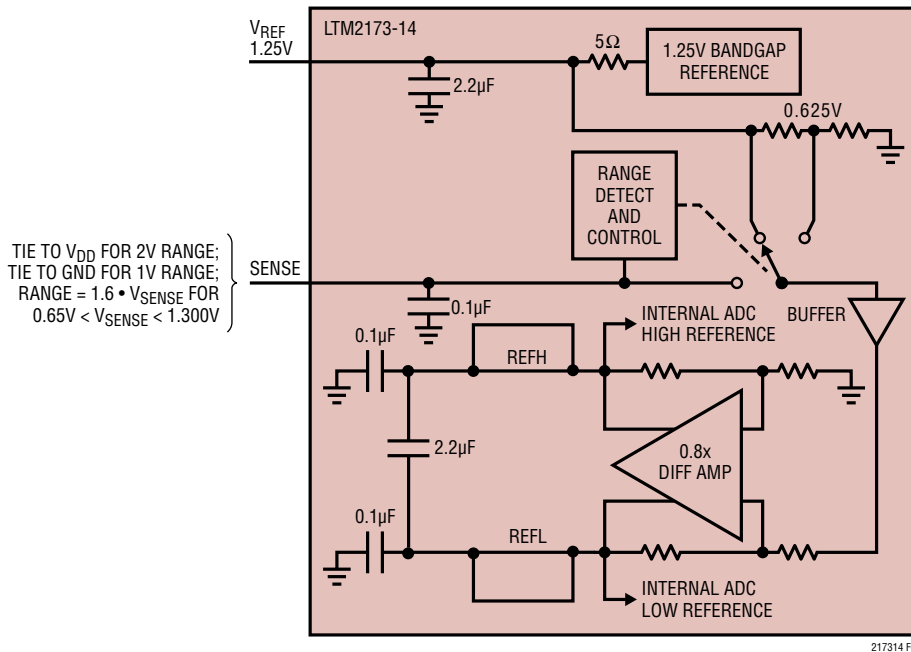 LTM2173-14
VREF
1.25V
5Ω
1.25V BANDGAP
REFERENCE
2.2µF
0.625V
RANGE
DETECT
AND
CONTROL
TIE TO VDD FOR 2V RANGE;
TIE TO GND FOR 1V RANGE;
RANGE = 1.6 • VSENSE FOR
0.65V < VSENSE < 1.300V
SENSE
0.1µF
BUFFER
INTERNAL ADC
HIGH REFERENCE
0.1µF
REFH
2.2µF
0.8x
DIFF AMP
0.1µF
REFL
INTERNAL ADC
LOW REFERENCE